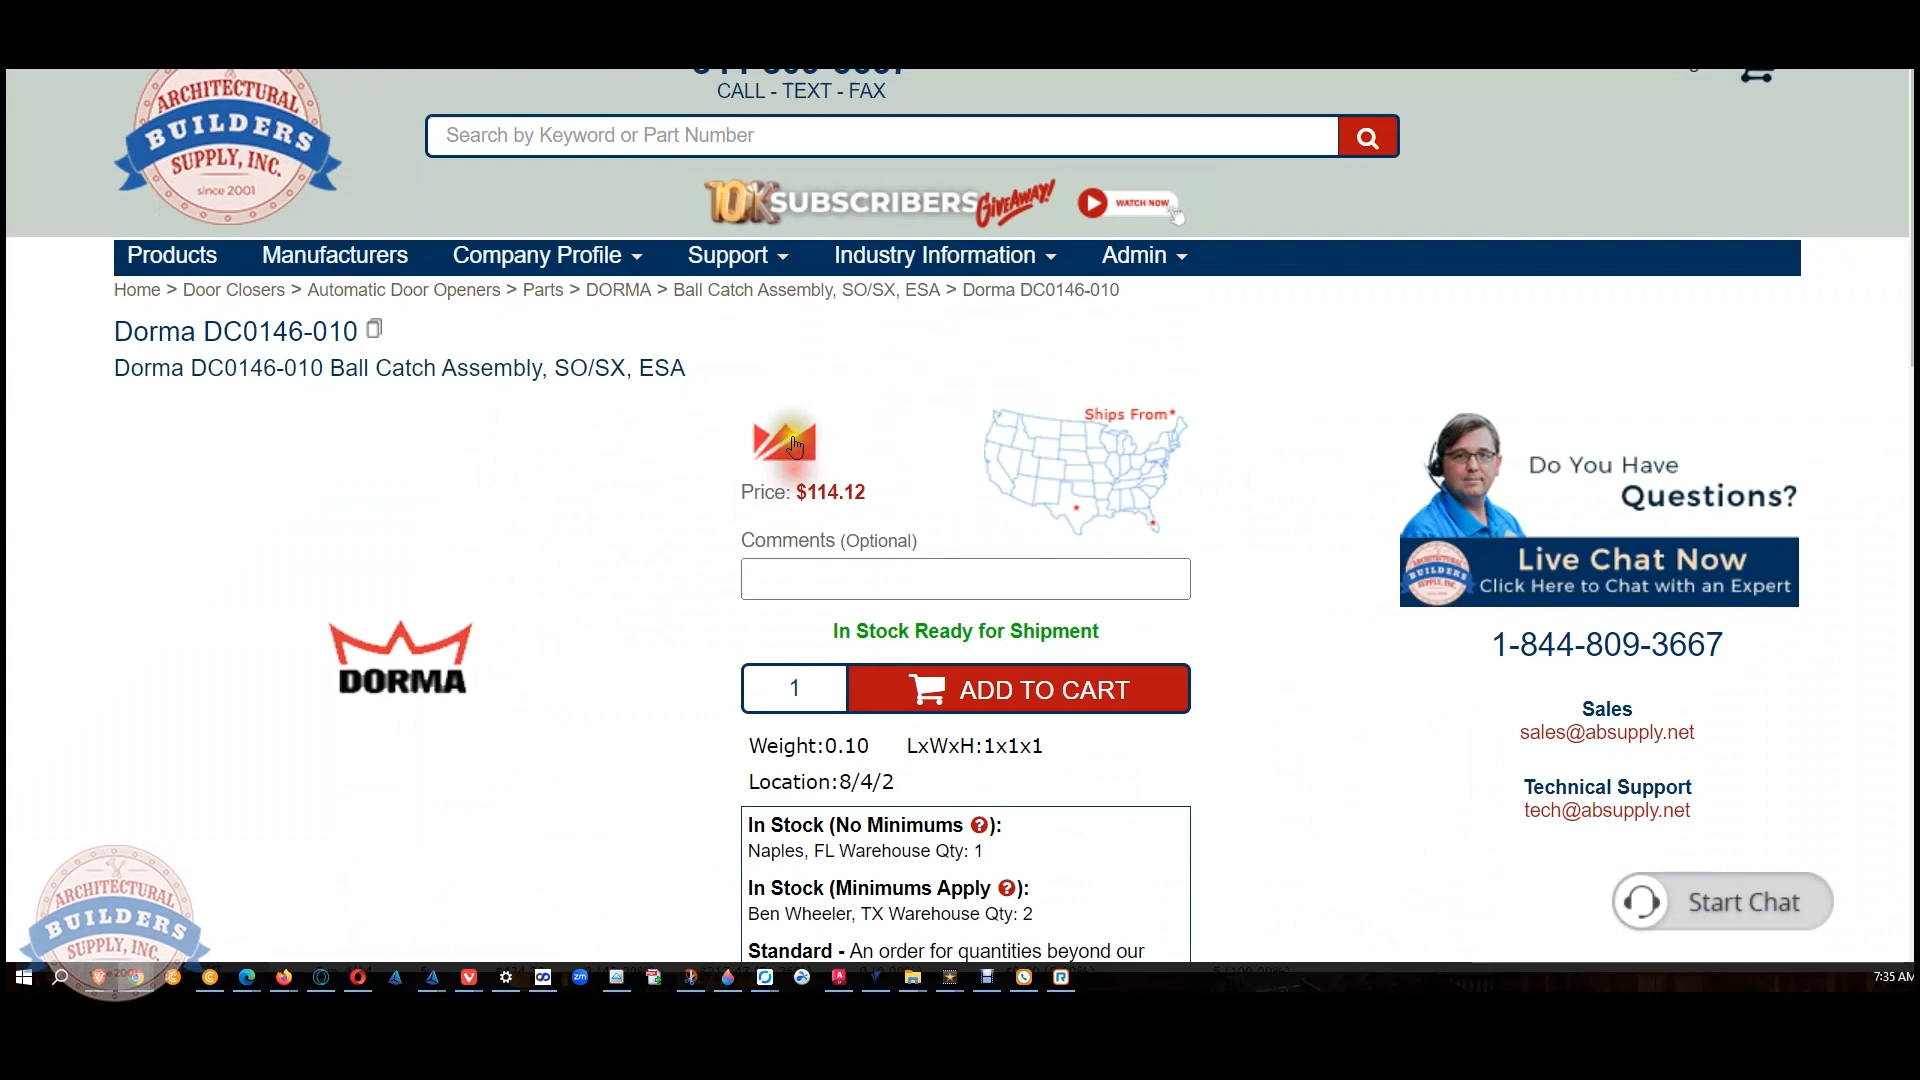 CALL - TEXT - FAX
ARCHITECTURAL
BUILDERS
SUPPLY, INC.
since 2001
Search by Keyword or Part Number
10K SUBSCRIBERS GIVEAWAY!
WATCH NOW
Products Manufacturers Company Profile Support Industry Information Admin
Home > Door Closers > Automatic Door Openers > Parts > DORMA > Ball Catch Assembly, SO/SX, ESA > Dorma DC0146-010
Dorma DC0146-010
Dorma DC0146-010 Ball Catch Assembly, SO/SX, ESA
Ships From*
Price: $114.12
Comments (Optional)
In Stock Ready for Shipment
1 ADD TO CART
DORMA
Weight:0.10 LxWxH:1x1x1
Location:8/4/2
In Stock (No Minimums ?):
Naples, FL Warehouse Qty: 1
In Stock (Minimums Apply ?):
Ben Wheeler, TX Warehouse Qty: 2
Standard - An order for quantities beyond our
Do You Have
Questions?
Live Chat Now
Click Here to Chat with an Expert
1-844-809-3667
Sales
sales@absupply.net
Technical Support
tech@absupply.net
Start Chat
ARCHITECTURAL
BUILDERS
SUPPLY, INC.
since 2001
7:35 AM